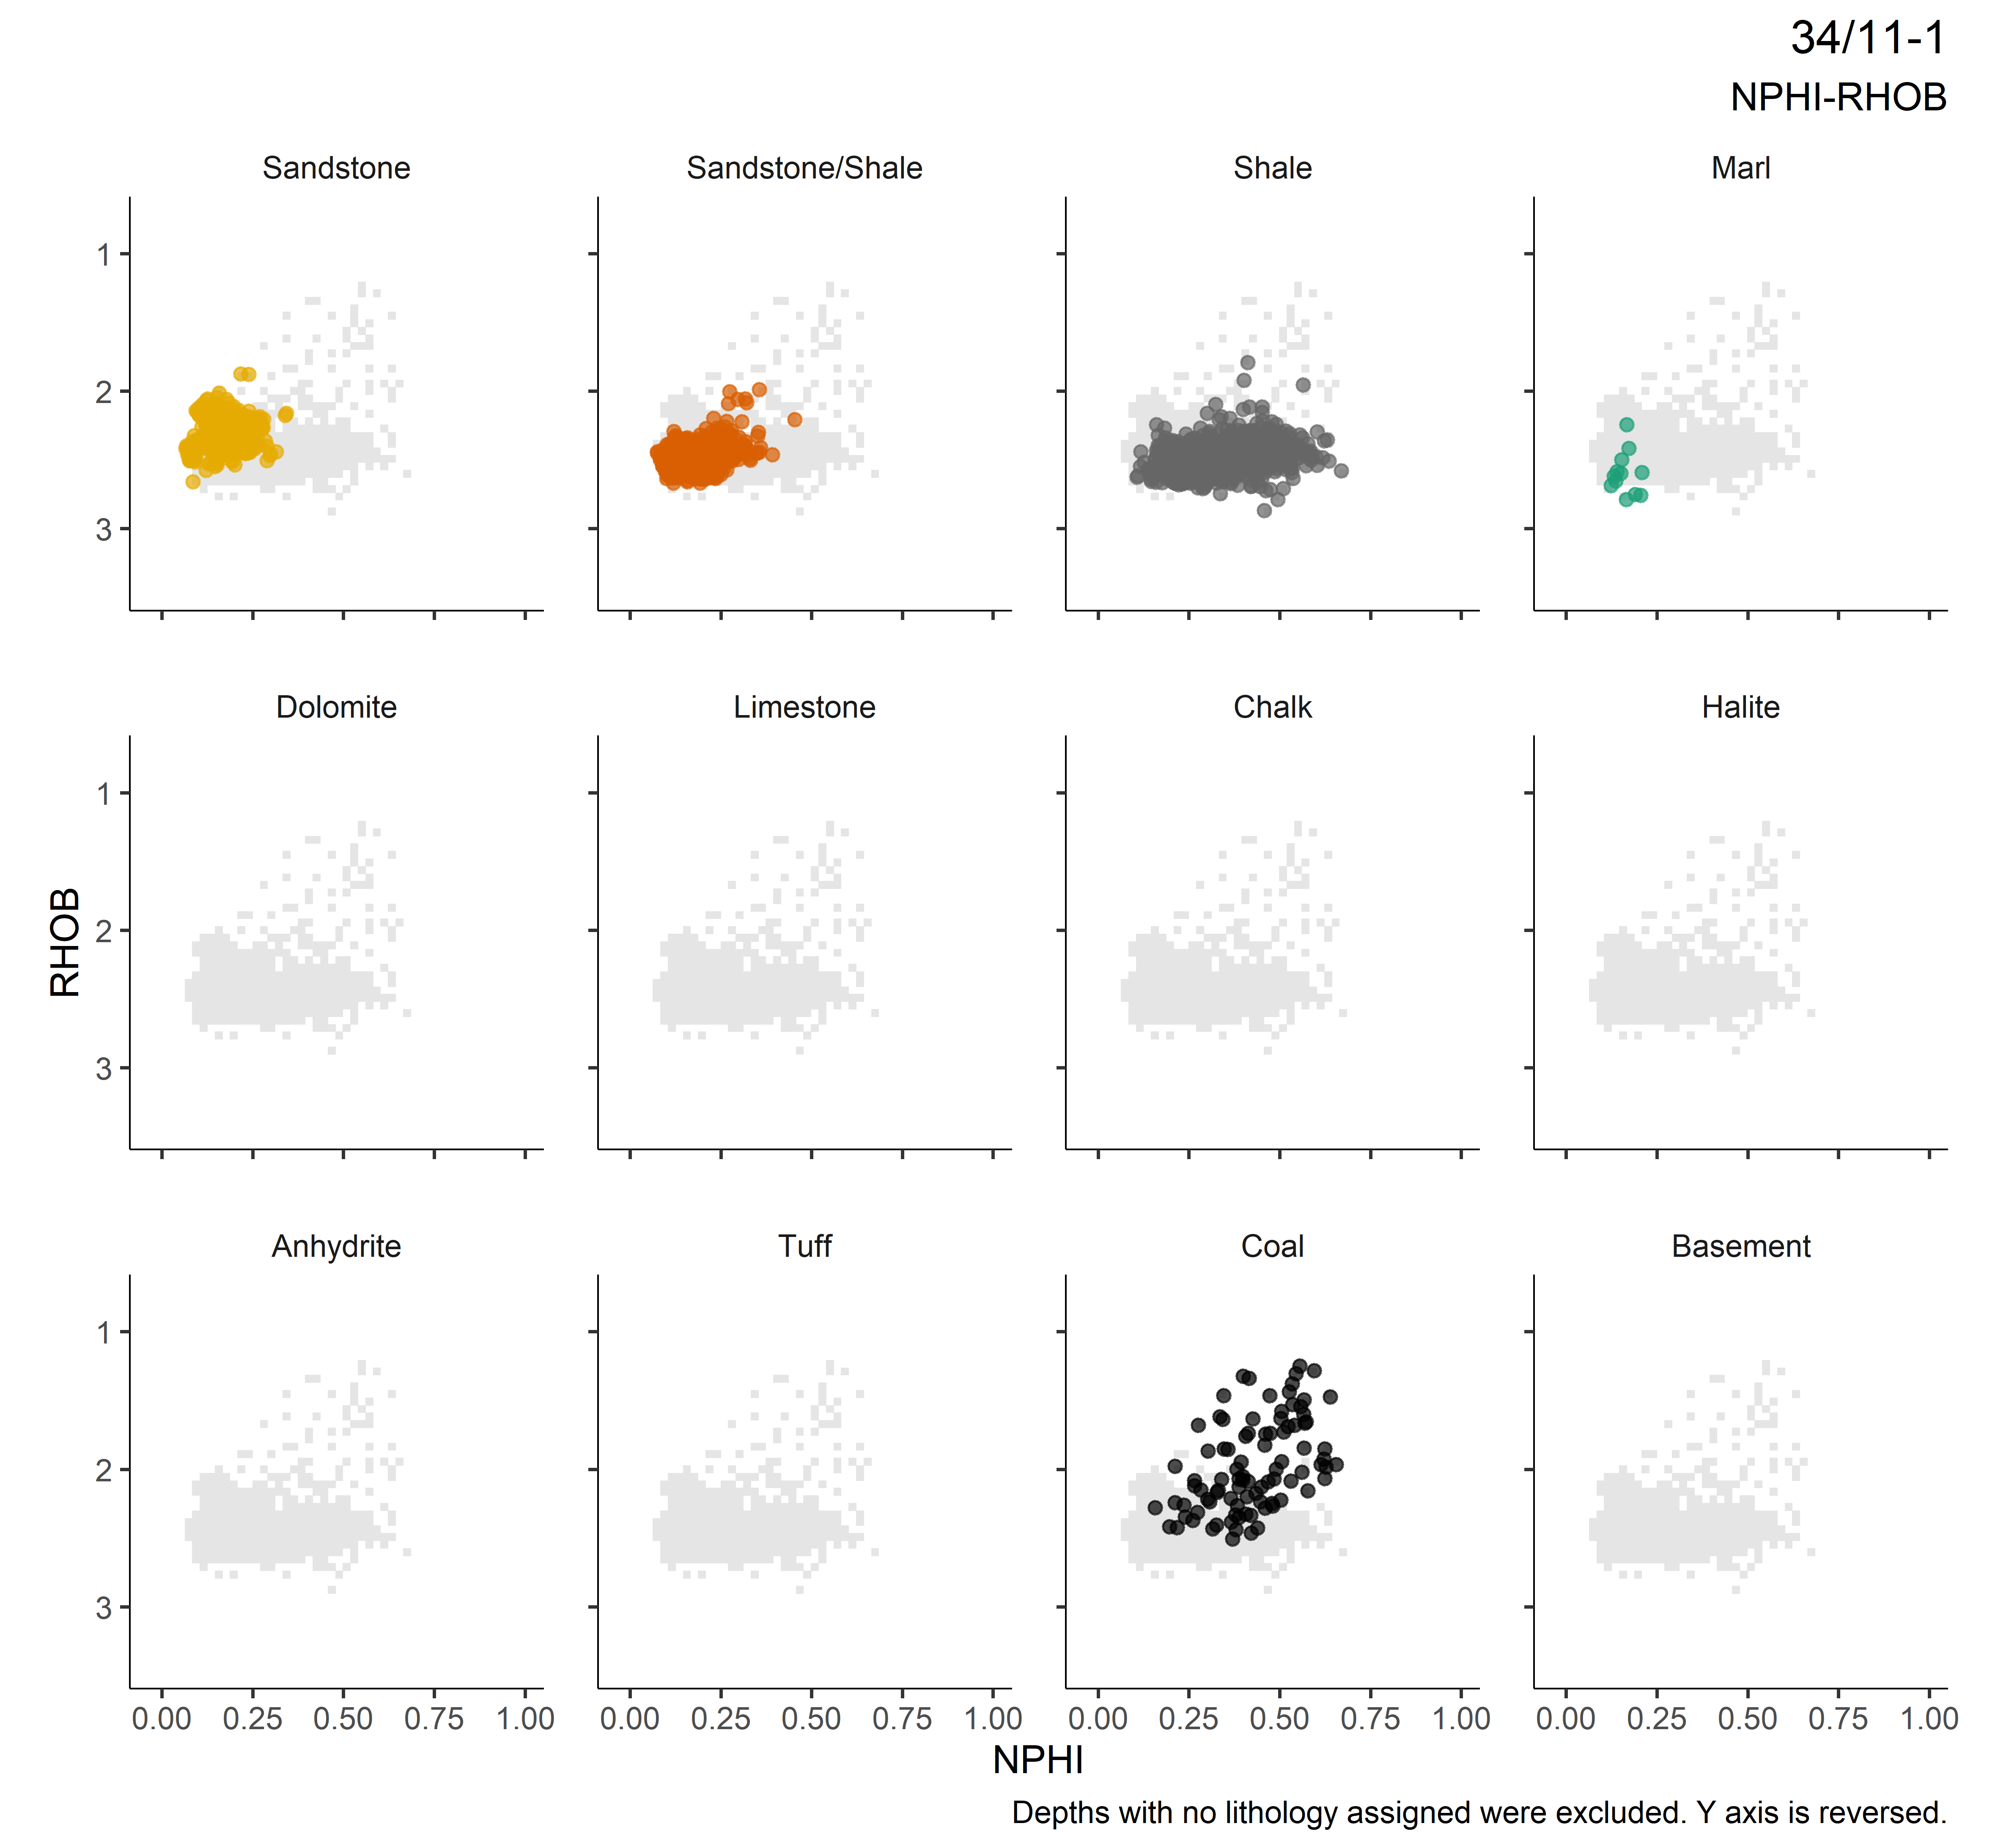 34/11-1
NPHI-RHOB
Sandstone Sandstone/Shale Shale Marl
1
2
3
Dolomite Limestone Chalk Halite
1
2
3
RHOB
Anhydrite Tuff Coal Basement
1
2
3
0.00 0.25 0.50 0.75 1.00 0.00 0.25 0.50 0.75 1.00 0.00 0.25 0.50 0.75 1.00 0.00 0.25 0.50 0.75 1.00
NPHI
Depths with no lithology assigned were excluded. Y axis is reversed.